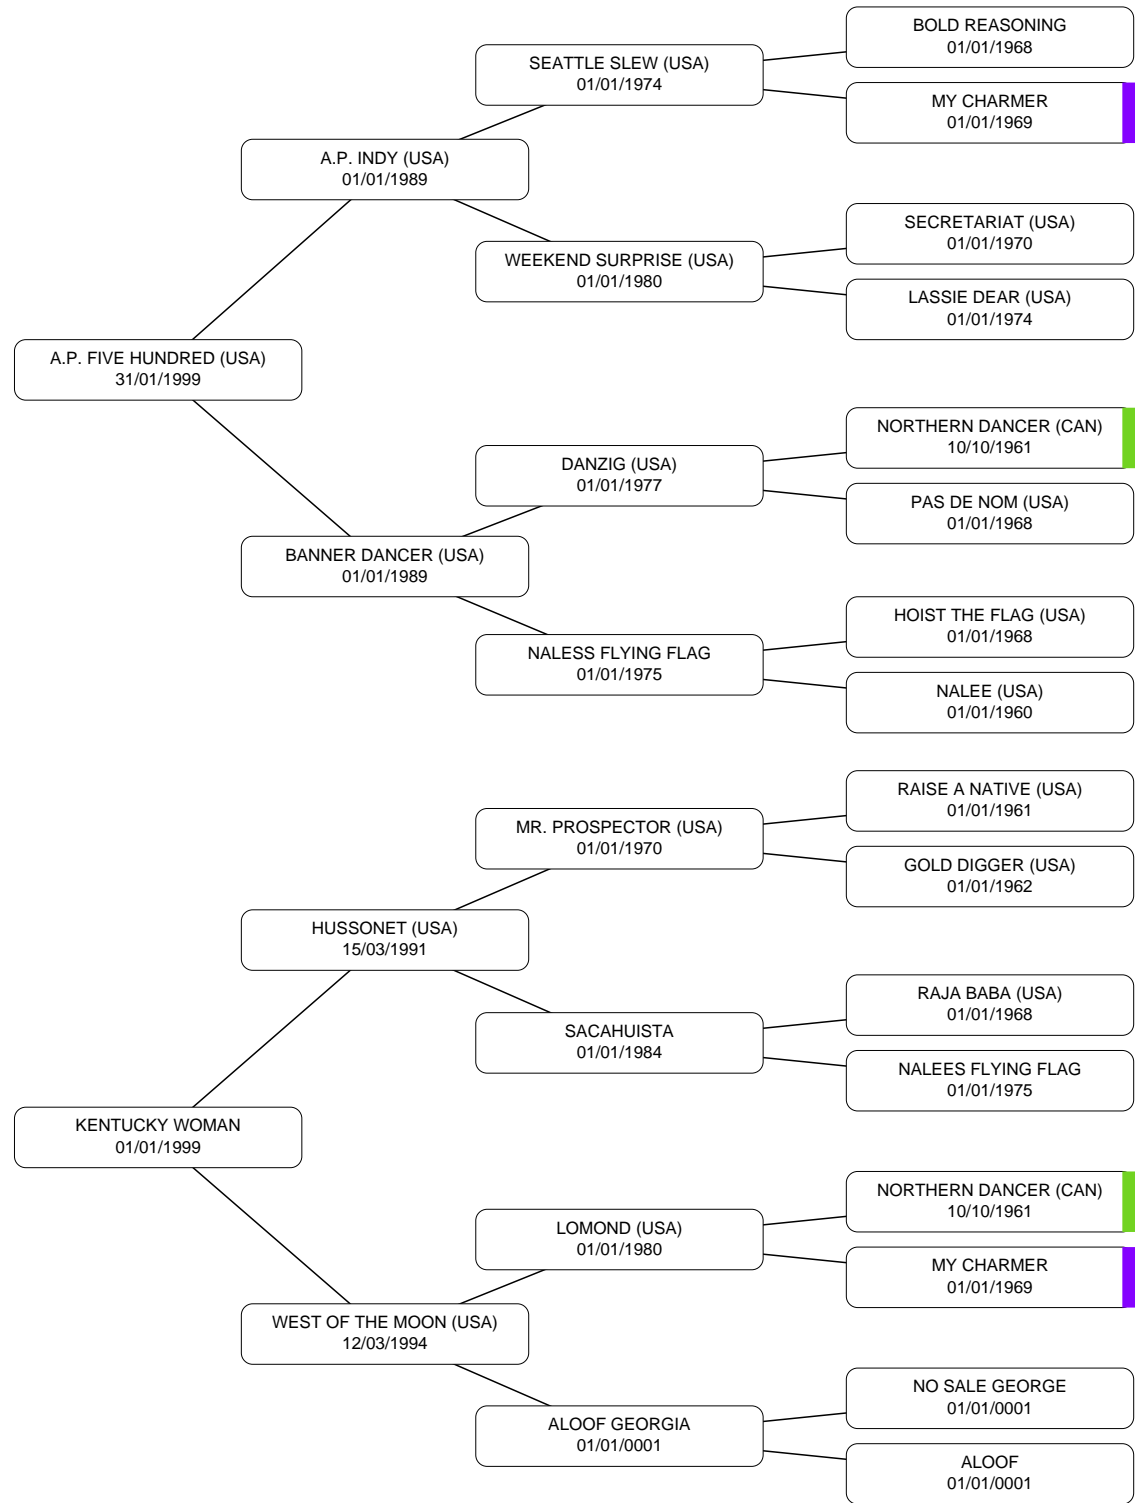 BOLD REASONING
01/01/1968
SEATTLE SLEW (USA)
01/01/1974
MY CHARMER
01/01/1969
A.P. INDY (USA)
01/01/1989
SECRETARIAT (USA)
01/01/1970
WEEKEND SURPRISE (USA)
01/01/1980
LASSIE DEAR (USA)
01/01/1974
A.P. FIVE HUNDRED (USA)
31/01/1999
NORTHERN DANCER (CAN)
10/10/1961
DANZIG (USA)
01/01/1977
PAS DE NOM (USA)
01/01/1968
BANNER DANCER (USA)
01/01/1989
HOIST THE FLAG (USA)
01/01/1968
NALESS FLYING FLAG
01/01/1975
NALEE (USA)
01/01/1960
RAISE A NATIVE (USA)
01/01/1961
MR. PROSPECTOR (USA)
01/01/1970
GOLD DIGGER (USA)
01/01/1962
HUSSONET (USA)
15/03/1991
RAJA BABA (USA)
01/01/1968
SACAHUISTA
01/01/1984
NALEES FLYING FLAG
01/01/1975
KENTUCKY WOMAN
01/01/1999
NORTHERN DANCER (CAN)
10/10/1961
LOMOND (USA)
01/01/1980
MY CHARMER
01/01/1969
WEST OF THE MOON (USA)
12/03/1994
NO SALE GEORGE
01/01/0001
ALOOF GEORGIA
01/01/0001
ALOOF
01/01/0001